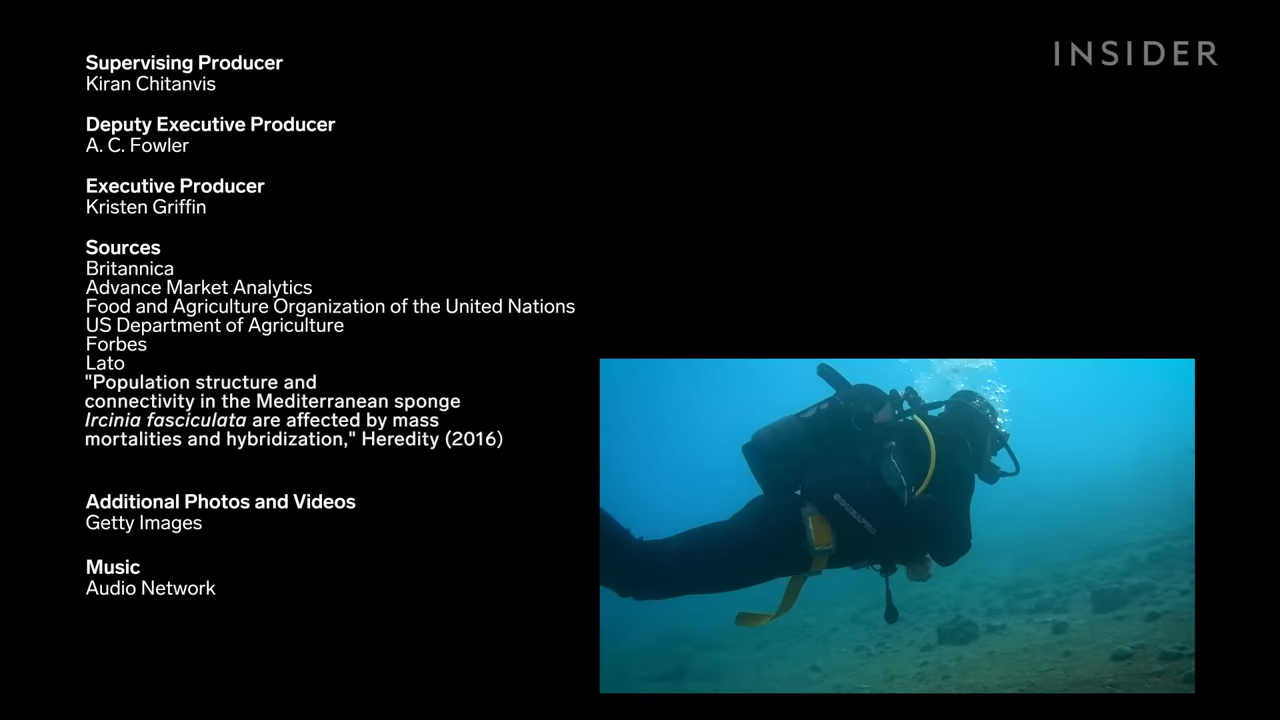 INSIDER
Supervising Producer
Kiran Chitanvis
Deputy Executive Producer
A. C. Fowler
Executive Producer
Kristen Griffin
Sources
Britannica
Advance Market Analytics
Food and Agriculture Organization of the United Nations
US Department of Agriculture
Forbes
Lato
"Population structure and
connectivity in the Mediterranean sponge
Ircinia fasciculata are affected by mass
mortalities and hybridization," Heredity (2016)
Additional Photos and Videos
Getty Images
Music
Audio Network
SCUBAPRO